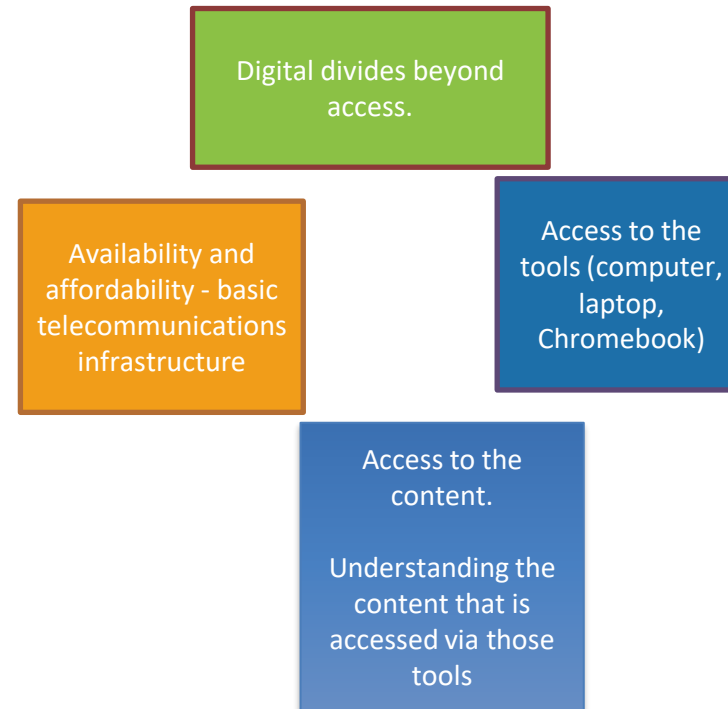 Digital divides beyond
access.
Availability and
affordability - basic
telecommunications
infrastructure
Access to the
tools (computer,
laptop,
Chromebook)
Access to the
content.
Understanding the
content that is
accessed via those
tools